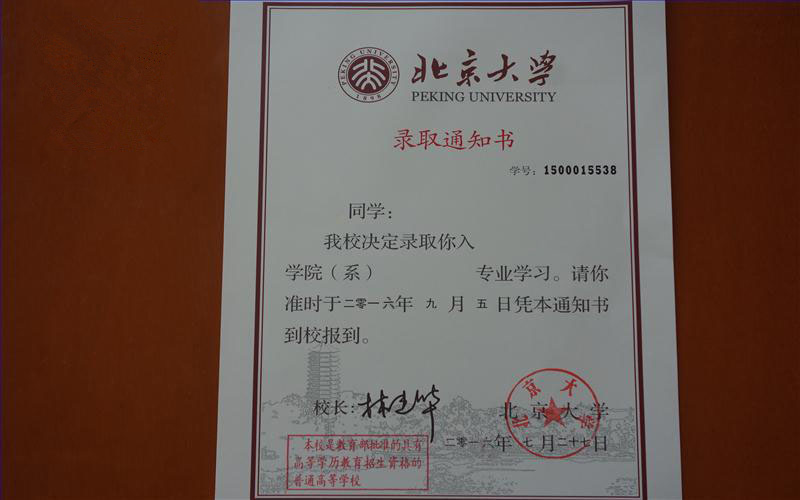 PEKING UNIVERSITY
1898
北京大学
PEKING UNIVERSITY
录取通知书
学号：1500015538
同学：
我校决定录取你入
学院（系） 专业学习。请你
准时于二零一六年 九 月 五 日凭本通知书
到校报到。
校长：林建华
北京大学
北京大学
二零一六年 七 月 二十七 日
本校是教育部批准的具有
高等学历教育招生资格的
普通高等学校